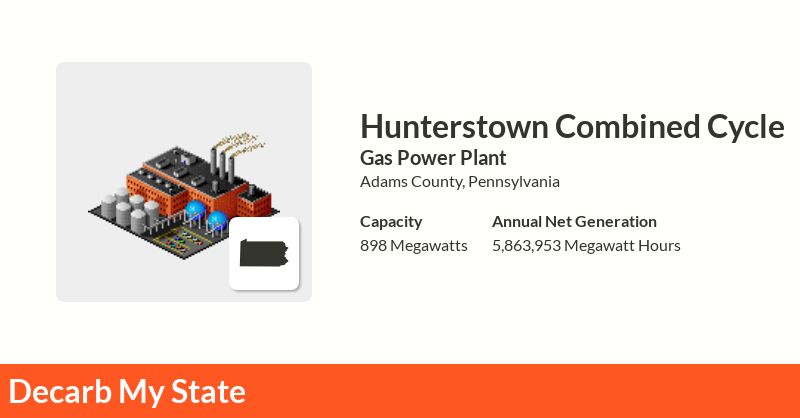 Hunterstown Combined Cycle
Gas Power Plant
Adams County, Pennsylvania
Capacity
898 Megawatts
Annual Net Generation
5,863,953 Megawatt Hours
Decarb My State